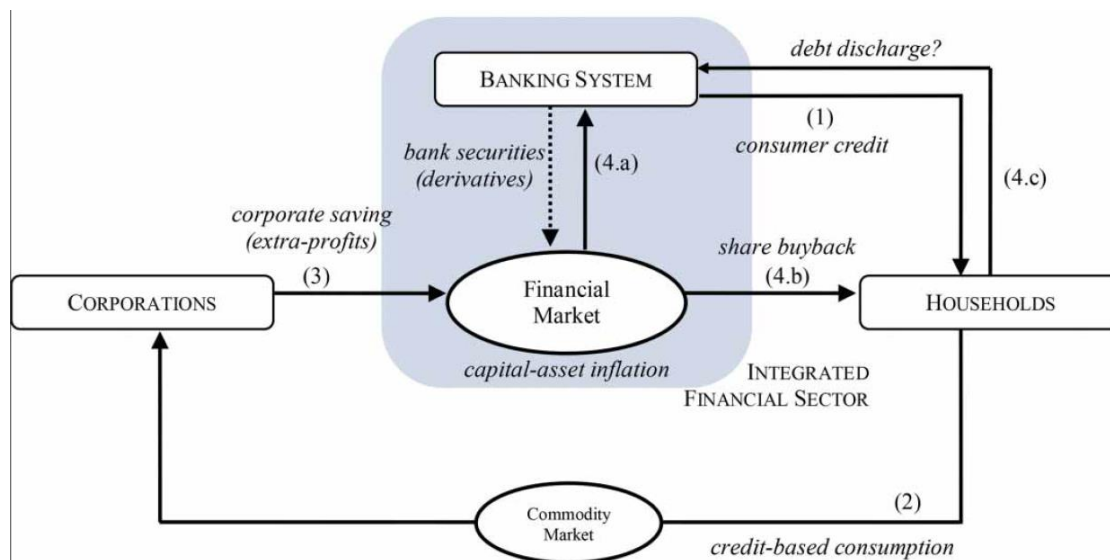 debt discharge?
BANKING SYSTEM
(1)
consumer credit
bank securities
(derivatives)
(4.a)
(4.c)
corporate saving
(extra-profits)
(3)
share buyback
(4.b)
CORPORATIONS
Financial
Market
HOUSEHOLDS
capital-asset inflation
INTEGRATED
FINANCIAL SECTOR
(2)
Commodity
Market
credit-based consumption